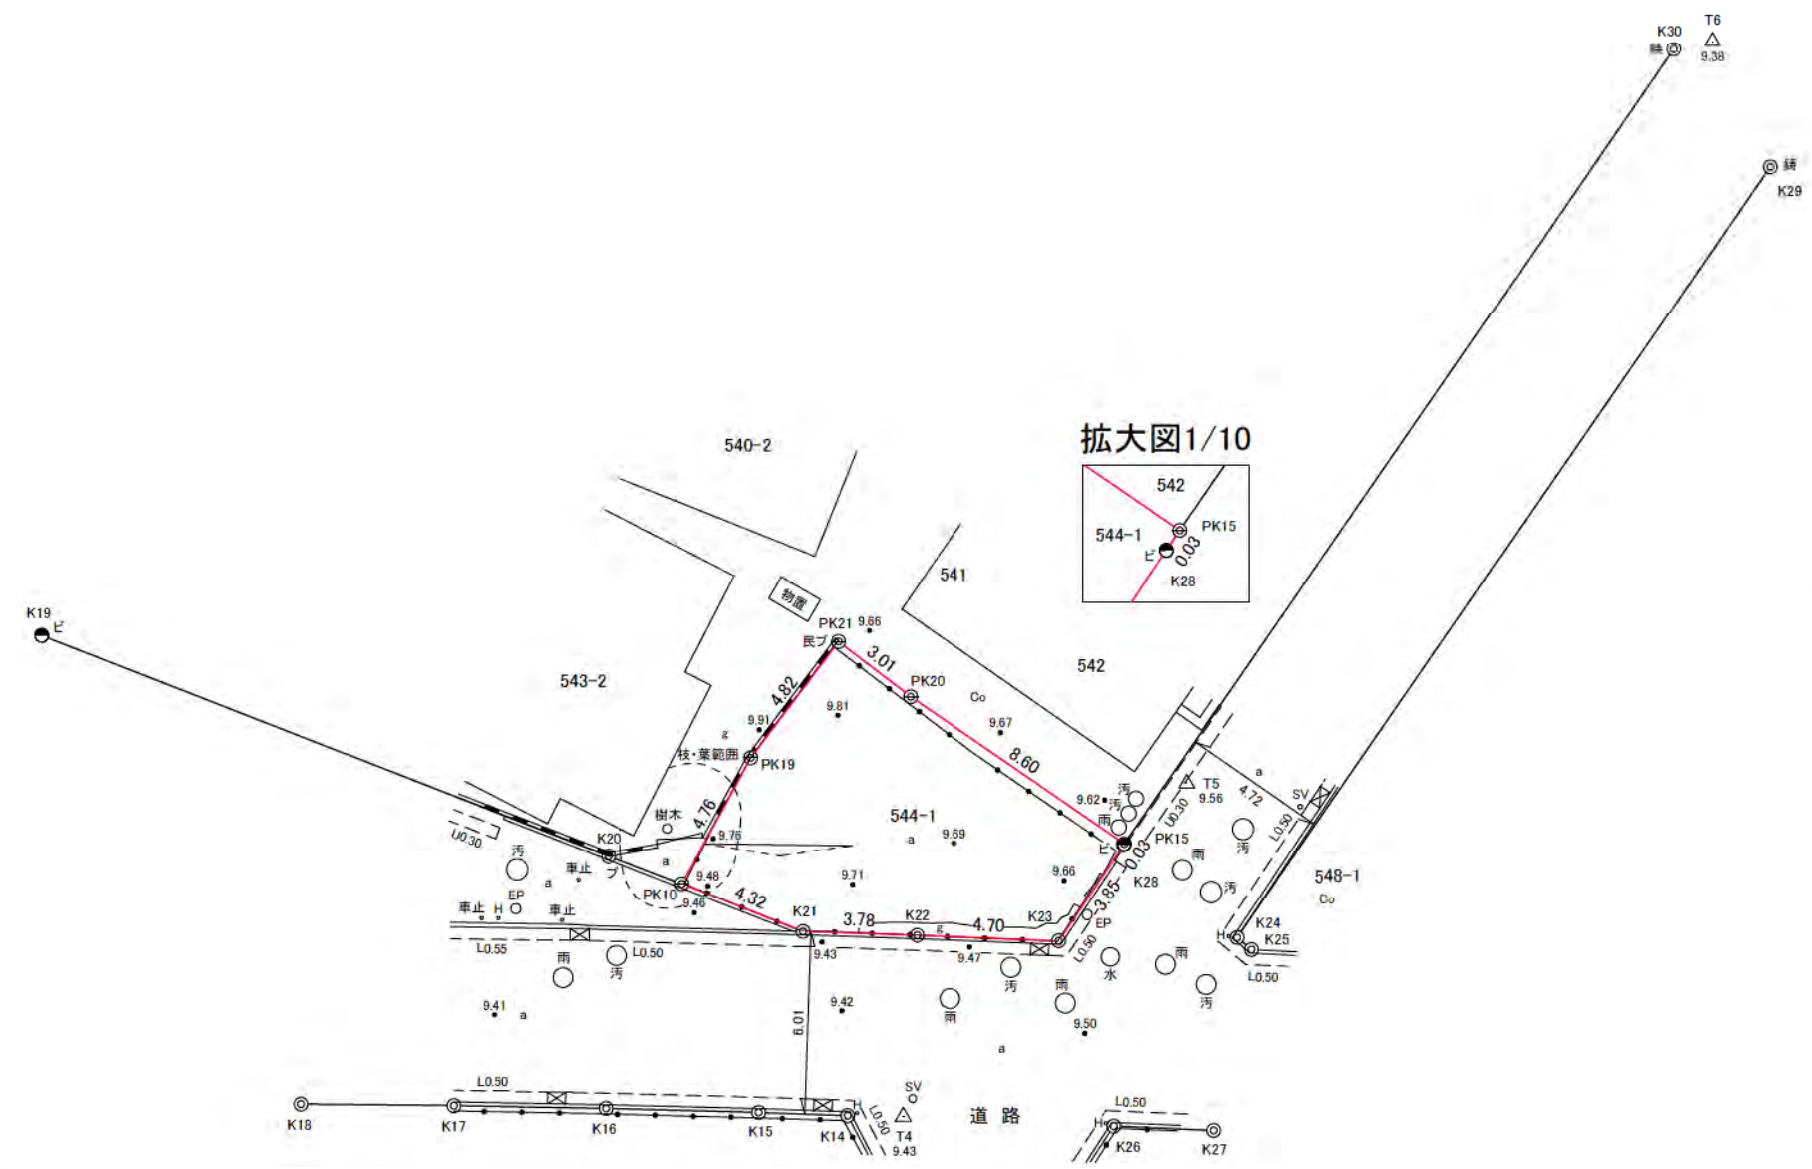 T6
K30
9.38
K29
拡大図1/10
540-2
542
PK15
544-1
ビ
0.03
K28
541
物置
K19
ビ
PK21
9.66
民ブ
3.01
542
543-2
4.82
PK20
Co
9.91
9.81
9.67
g
枝・葉範囲
PK19
8.60
a
T5
9.56
4.72
SV
汚
9.62
汚
U0.30
樹木
4.76
544-1
雨
L0.50
U0.30
K20
9.76
a
9.69
ビ
PK15
汚
ブ
汚
車止
a
a
9.48
9.71
9.66
0.03
K28
雨
548-1
PK10
4.32
汚
Co
EP
9.46
K21
3.78
K22
4.70
K23
3.85
EP
車止
H
車止
g
K24
H
K25
L0.55
L0.50
9.43
9.47
L0.50
雨
汚
汚
雨
水
雨
汚
L0.50
9.41
a
9.42
雨
9.50
6.01
a
L0.50
SV
L0.50
H
L0.50
道路
H
K18
K17
K16
K15
K14
T4
9.43
K26
K27